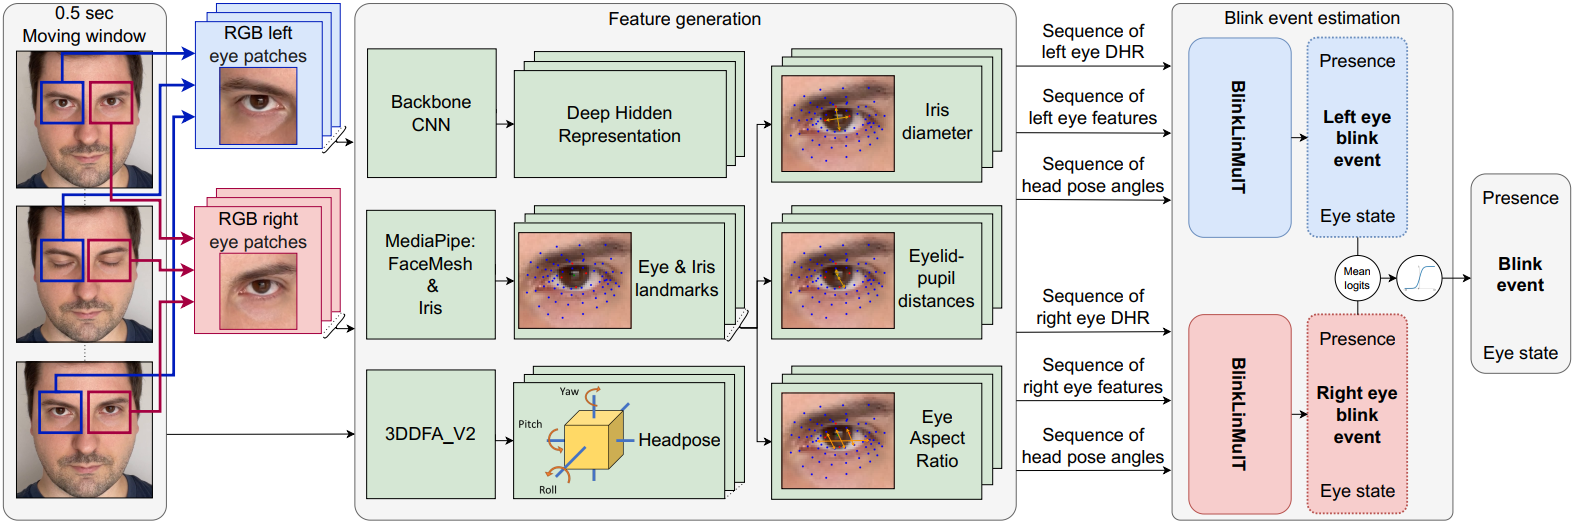 0.5 sec
Moving window
RGB left
eye patches
RGB right
eye patches
Feature generation
Backbone
CNN
Deep Hidden
Representation
Iris
diameter
MediaPipe:
FaceMesh
&
Iris
Eye & Iris
landmarks
Eyelid-
pupil
distances
3DDFA_V2
Yaw
Pitch
Roll
Headpose
Eye
Aspect
Ratio
Sequence of
left eye DHR
Sequence of
left eye features
Sequence of
head pose angles
Sequence of
right eye DHR
Sequence of
right eye features
Sequence of
head pose angles
Blink event estimation
BlinkLinMulT
Presence
Left eye
blink
event
Eye state
Mean
logits
BlinkLinMulT
Presence
Right eye
blink
event
Eye state
Presence
Blink
event
Eye state